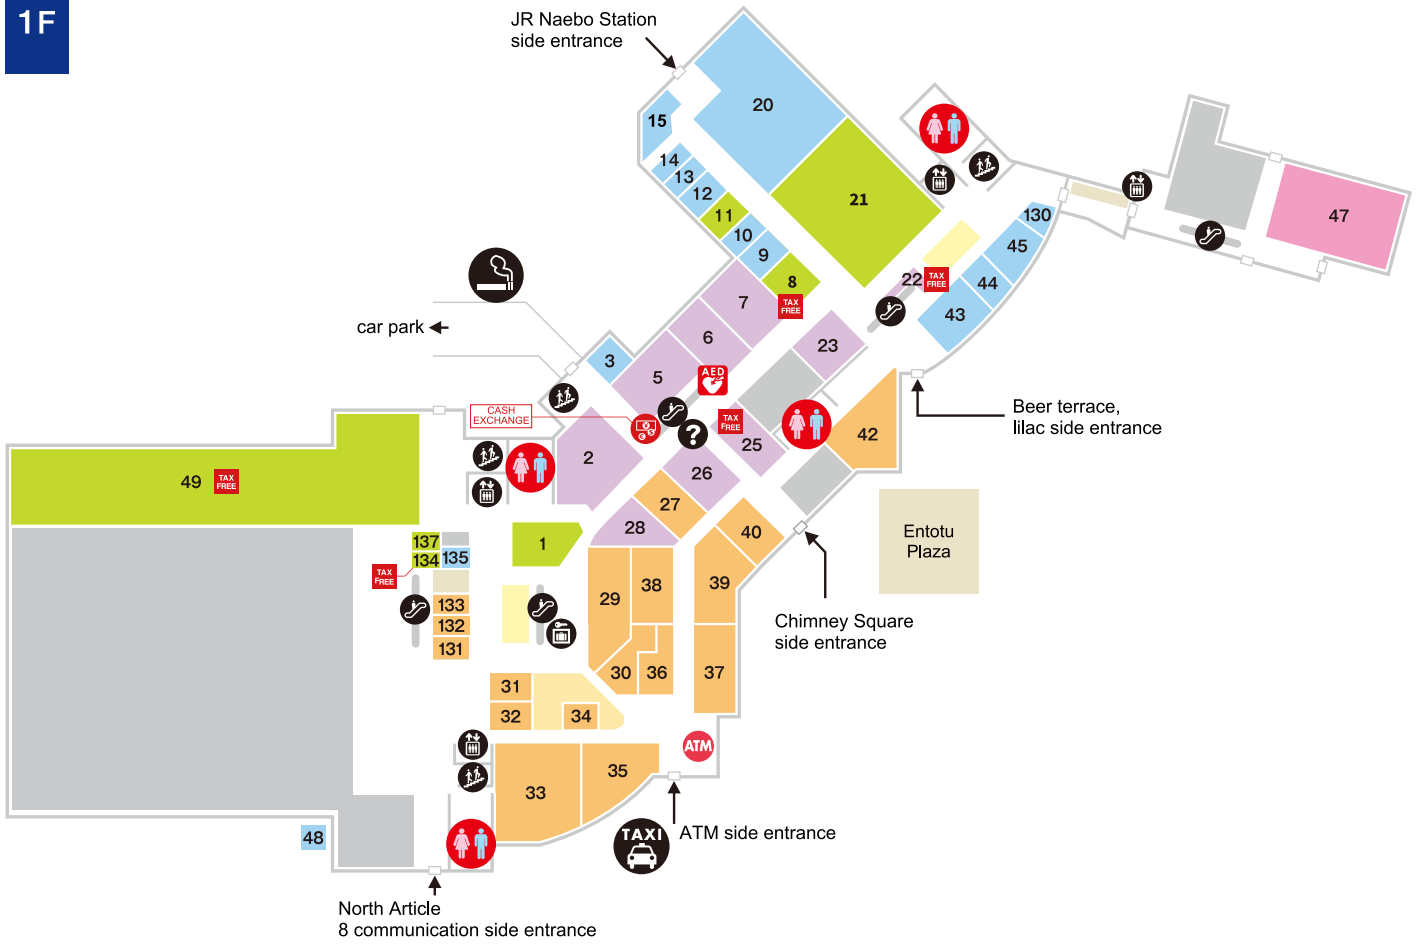 1F
JR Naebo Station
side entrance
20
15
14
13
12
11
10
9
8
TAX
FREE
21
130
45
44
43
22
TAX
FREE
47
7
6
5
3
car park
AED
23
CASH
EXCHANGE
?
TAX
FREE
25
42
Beer terrace,
lilac side entrance
2
26
27
28
49
TAX
FREE
1
40
Entotu
Plaza
137
134
135
TAX
FREE
133
132
131
29
38
39
30
36
37
Chimney Square
side entrance
31
32
34
33
35
ATM
48
TAXI
ATM side entrance
North Article
8 communication side entrance